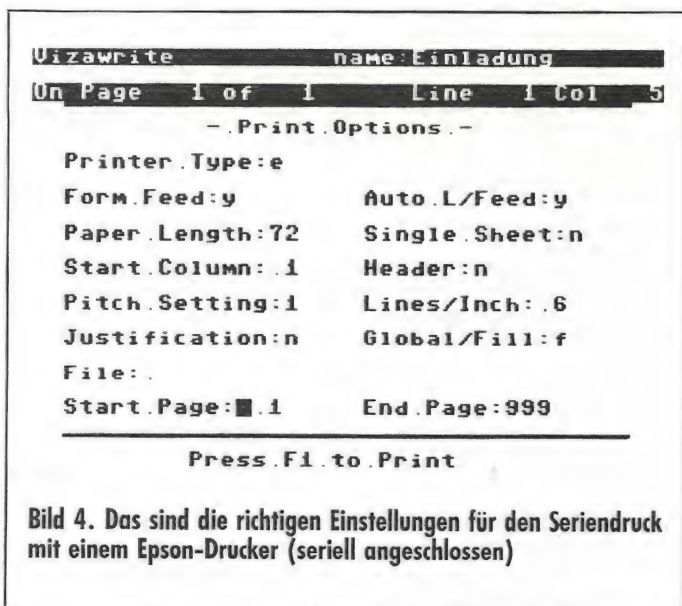 Vizawrite name:Einladung
On Page 1 of 1 Line 1 Col 5
- .Print.Options.-
Printer.Type:e
Form.Feed:y Auto.L/Feed:y
Paper.Length:72 Single.Sheet:n
Start.Column: .1 Header:n
Pitch.Setting:1 Lines/Inch: .6
Justification:n Global/Fill:f
File: .
Start.Page: .1 End.Page:999
Press.F1.to.Print
Bild 4. Das sind die richtigen Einstellungen für den Seriendruck
mit einem Epson-Drucker (seriell angeschlossen)